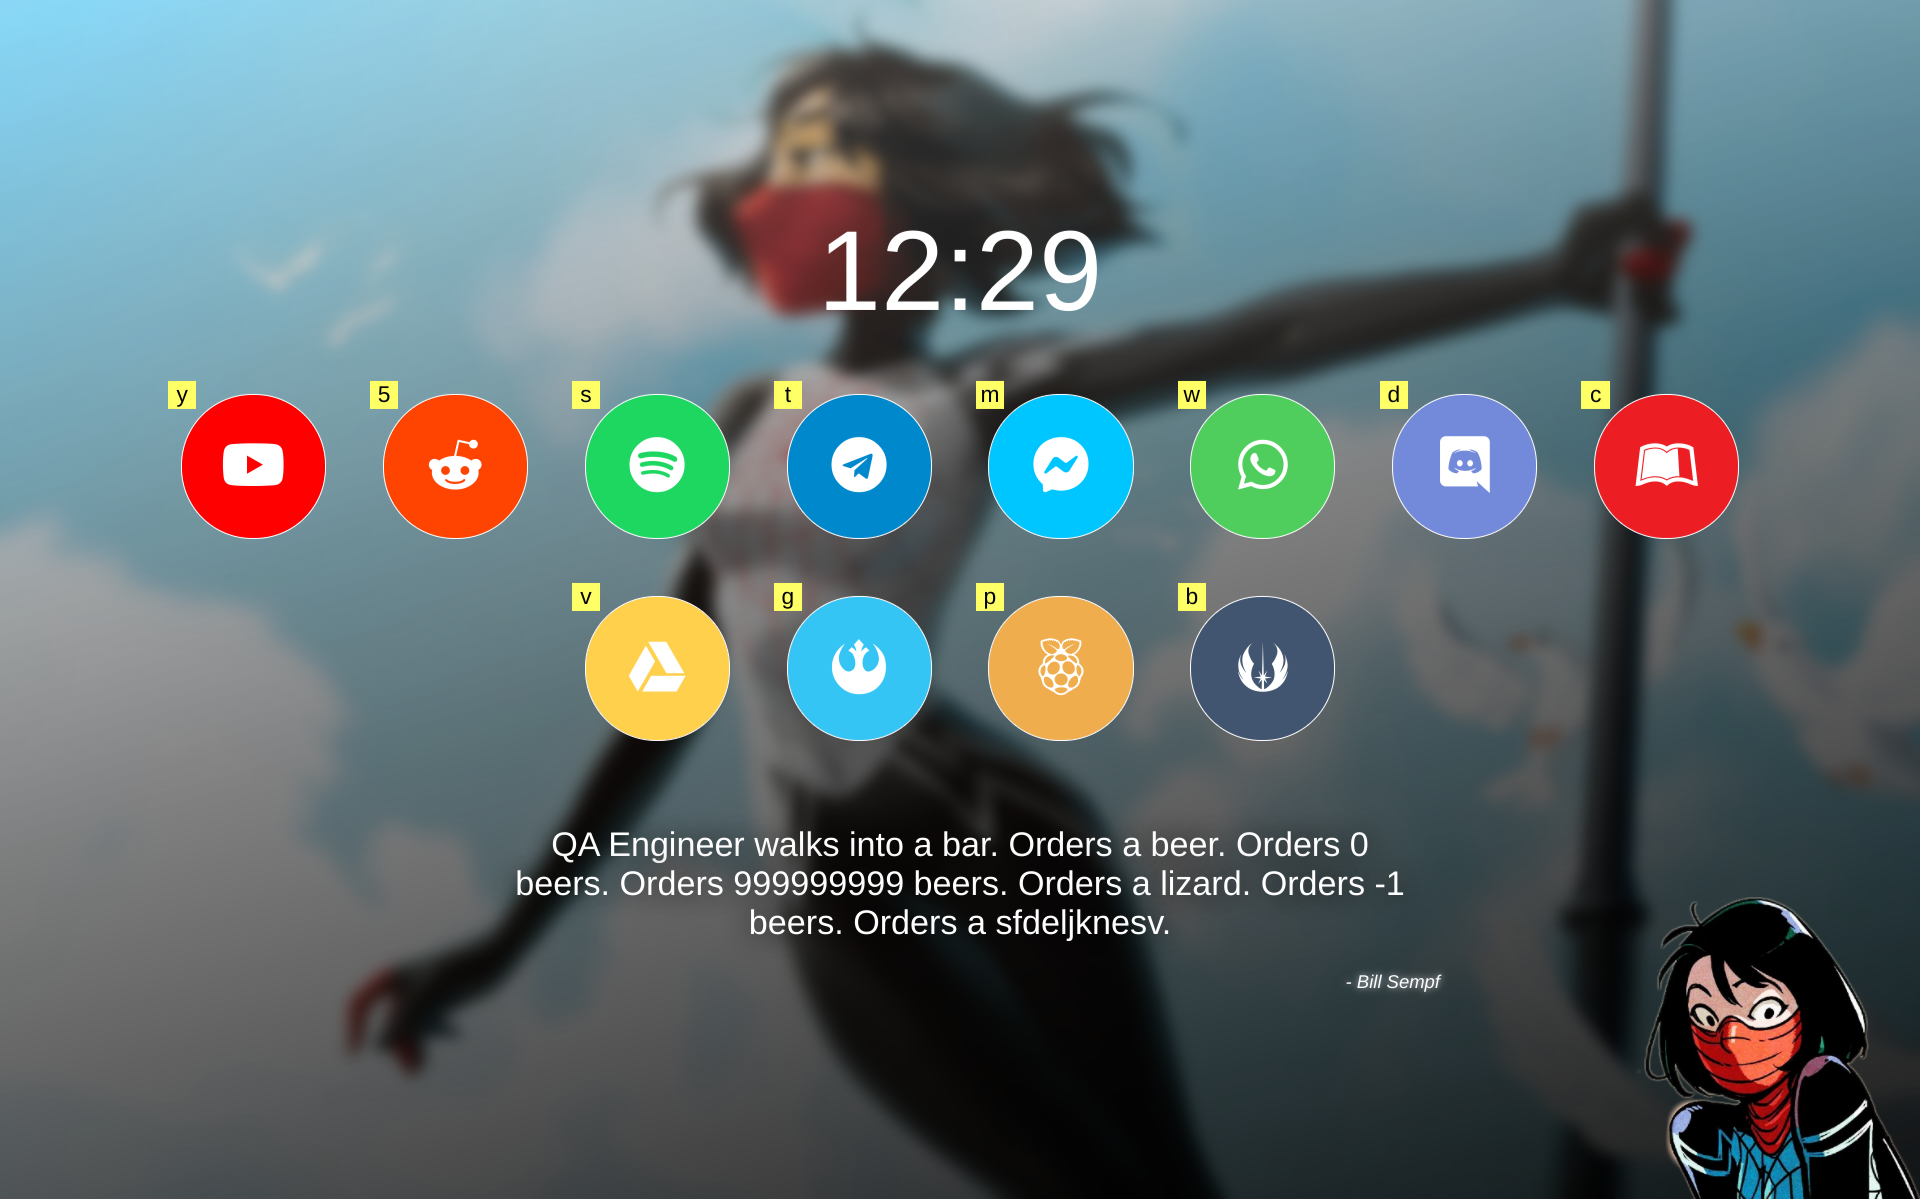 12:29
y
5
s
t
m
w
d
c
v
g
p
b
QA Engineer walks into a bar. Orders a beer. Orders 0
beers. Orders 999999999 beers. Orders a lizard. Orders -1
beers. Orders a sfdeljknesv.
- Bill Sempf